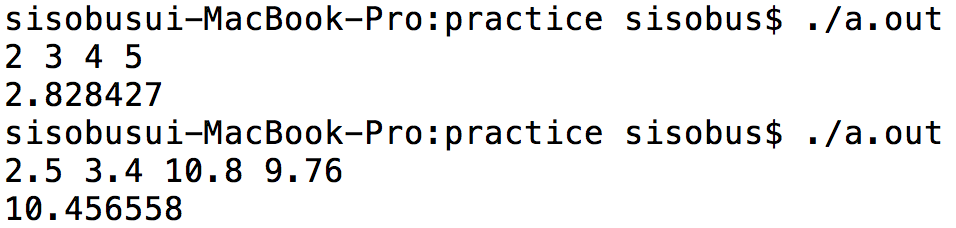 sisobusui-MacBook-Pro:practice sisobus$ ./a.out
2 3 4 5
2.828427
sisobusui-MacBook-Pro:practice sisobus$ ./a.out
2.5 3.4 10.8 9.76
10.456558